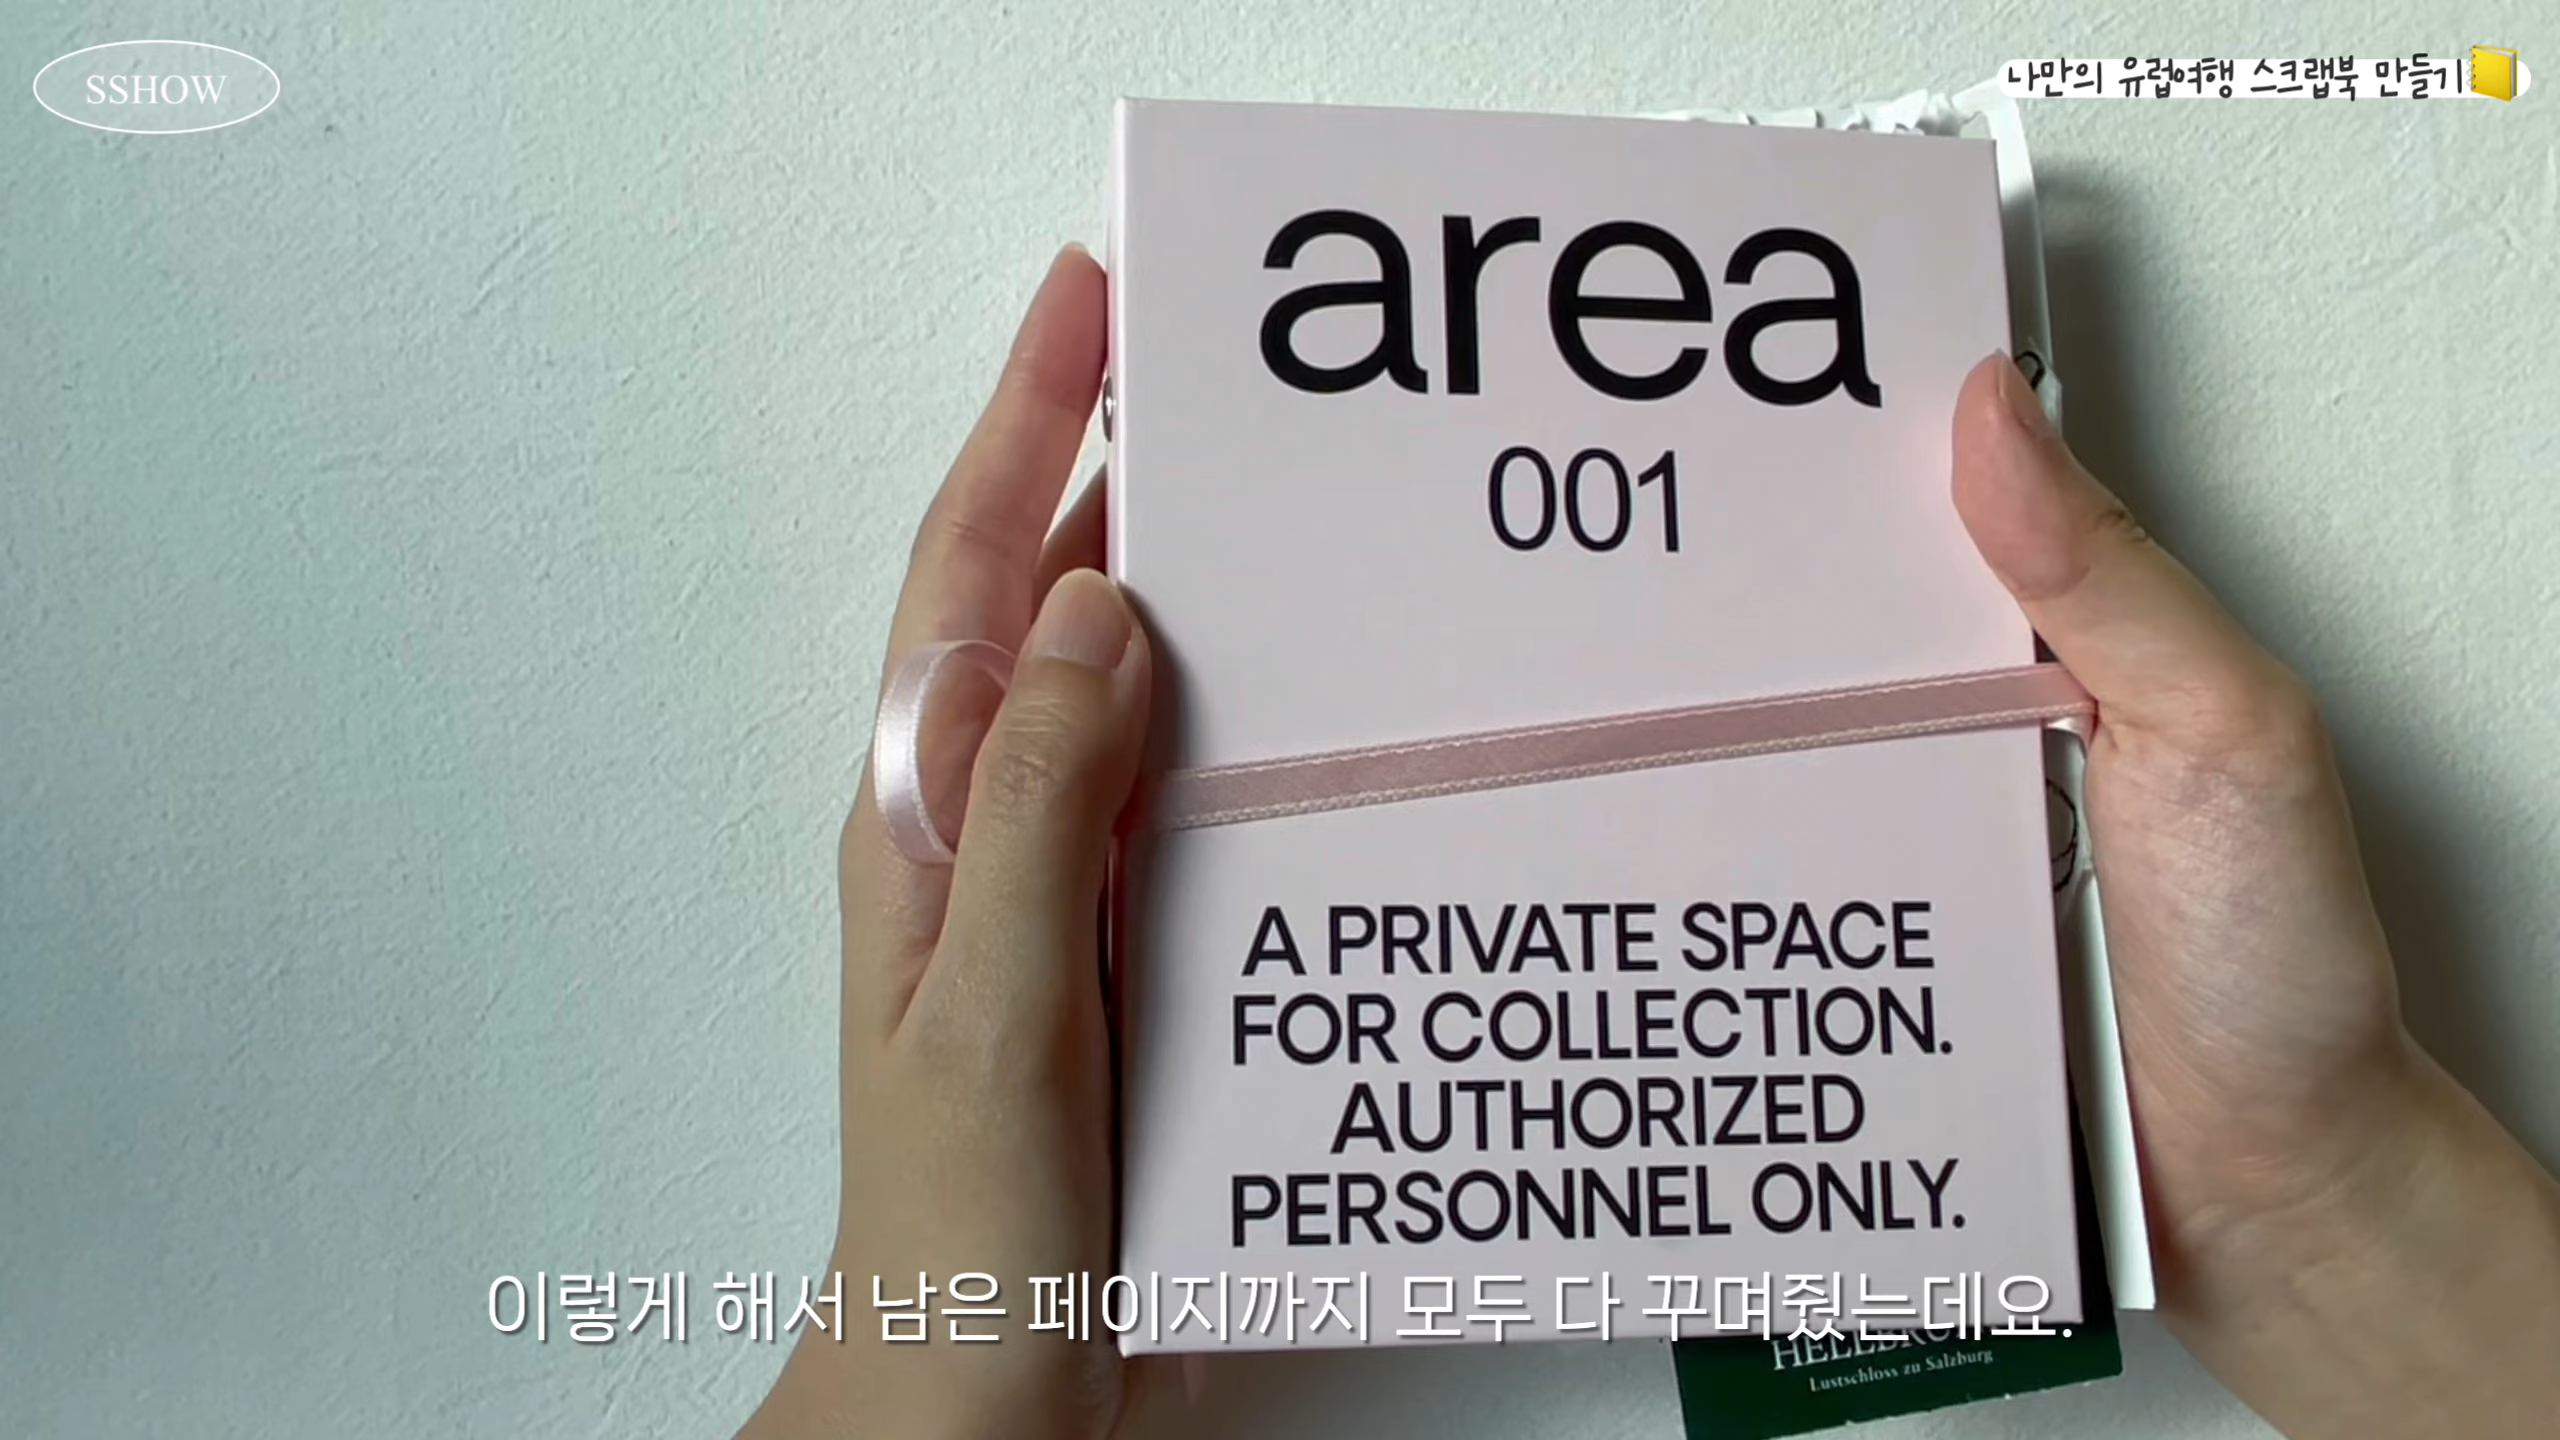 SSHOW
나만의 유럽여행 스크랩북 만들기
area
001
A PRIVATE SPACE
FOR COLLECTION.
AUTHORIZED
PERSONNEL ONLY.
이렇게 해서 남은 페이지까지 모두 다 꾸며줬는데요.
Lustschloss zu Salzburg